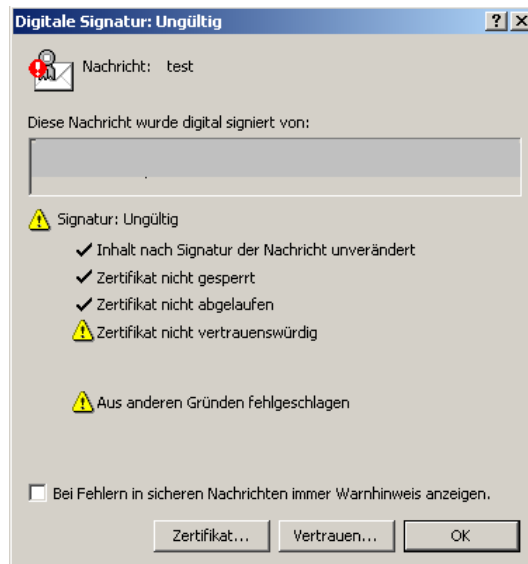 Digitale Signatur: Ungültig
Nachricht: test
Diese Nachricht wurde digital signiert von:
Signatur: Ungültig
Inhalt nach Signatur der Nachricht unverändert
Zertifikat nicht gesperrt
Zertifikat nicht abgelaufen
Zertifikat nicht vertrauenswürdig
Aus anderen Gründen fehlgeschlagen
Bei Fehlern in sicheren Nachrichten immer Warnhinweis anzeigen.
Zertifikat... Vertrauen... OK